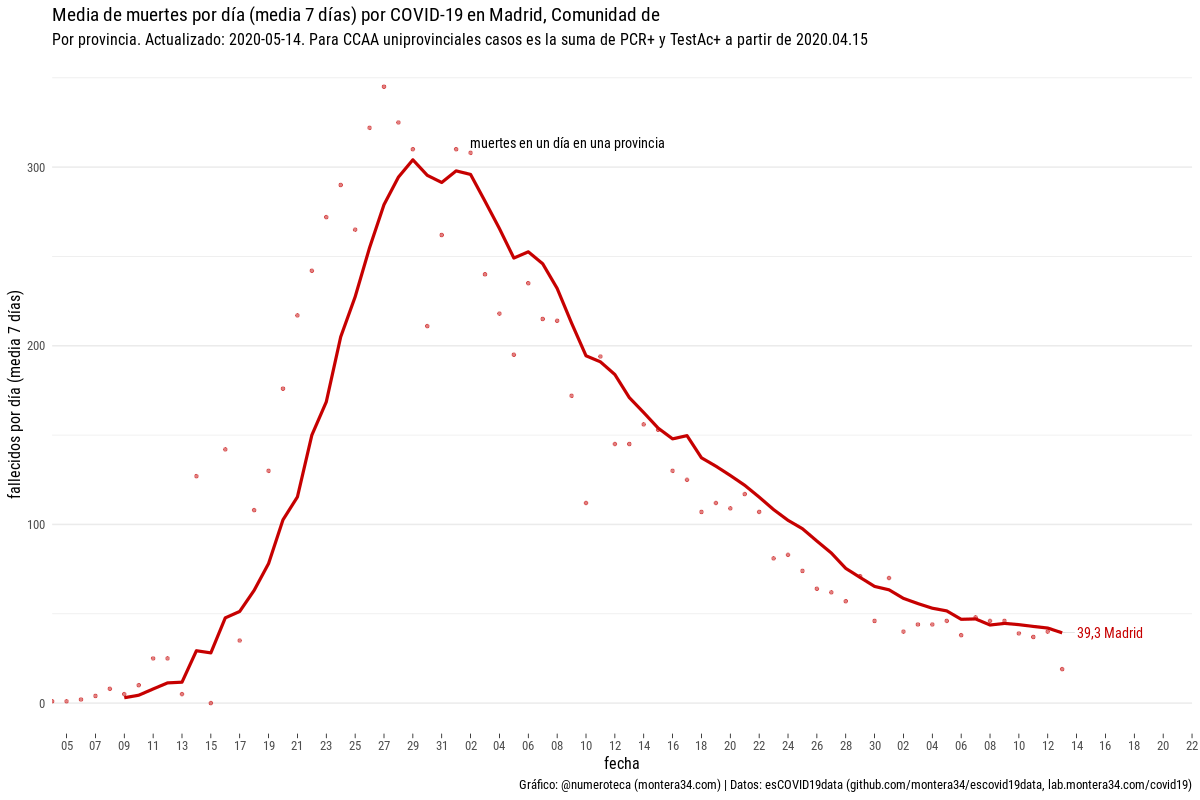 Media de muertes por día (media 7 días) por COVID-19 en Madrid, Comunidad de
Por provincia. Actualizado: 2020-05-14. Para CCAA uniprovinciales casos es la suma de PCR+ y TestAc+ a partir de 2020.04.15
muertes en un día en una provincia
300
200
100
0
fallecidos por día (media 7 días)
39,3 Madrid
05 07 09 11 13 15 17 19 21 23 25 27 29 31 02 04 06 08 10 12 14 16 18 20 22 24 26 28 30 02 04 06 08 10 12 14 16 18 20 22
fecha
Gráfico: @numeroteca (montera34.com) | Datos: esCOVID19data (github.com/montera34/escovid19data, lab.montera34.com/covid19)